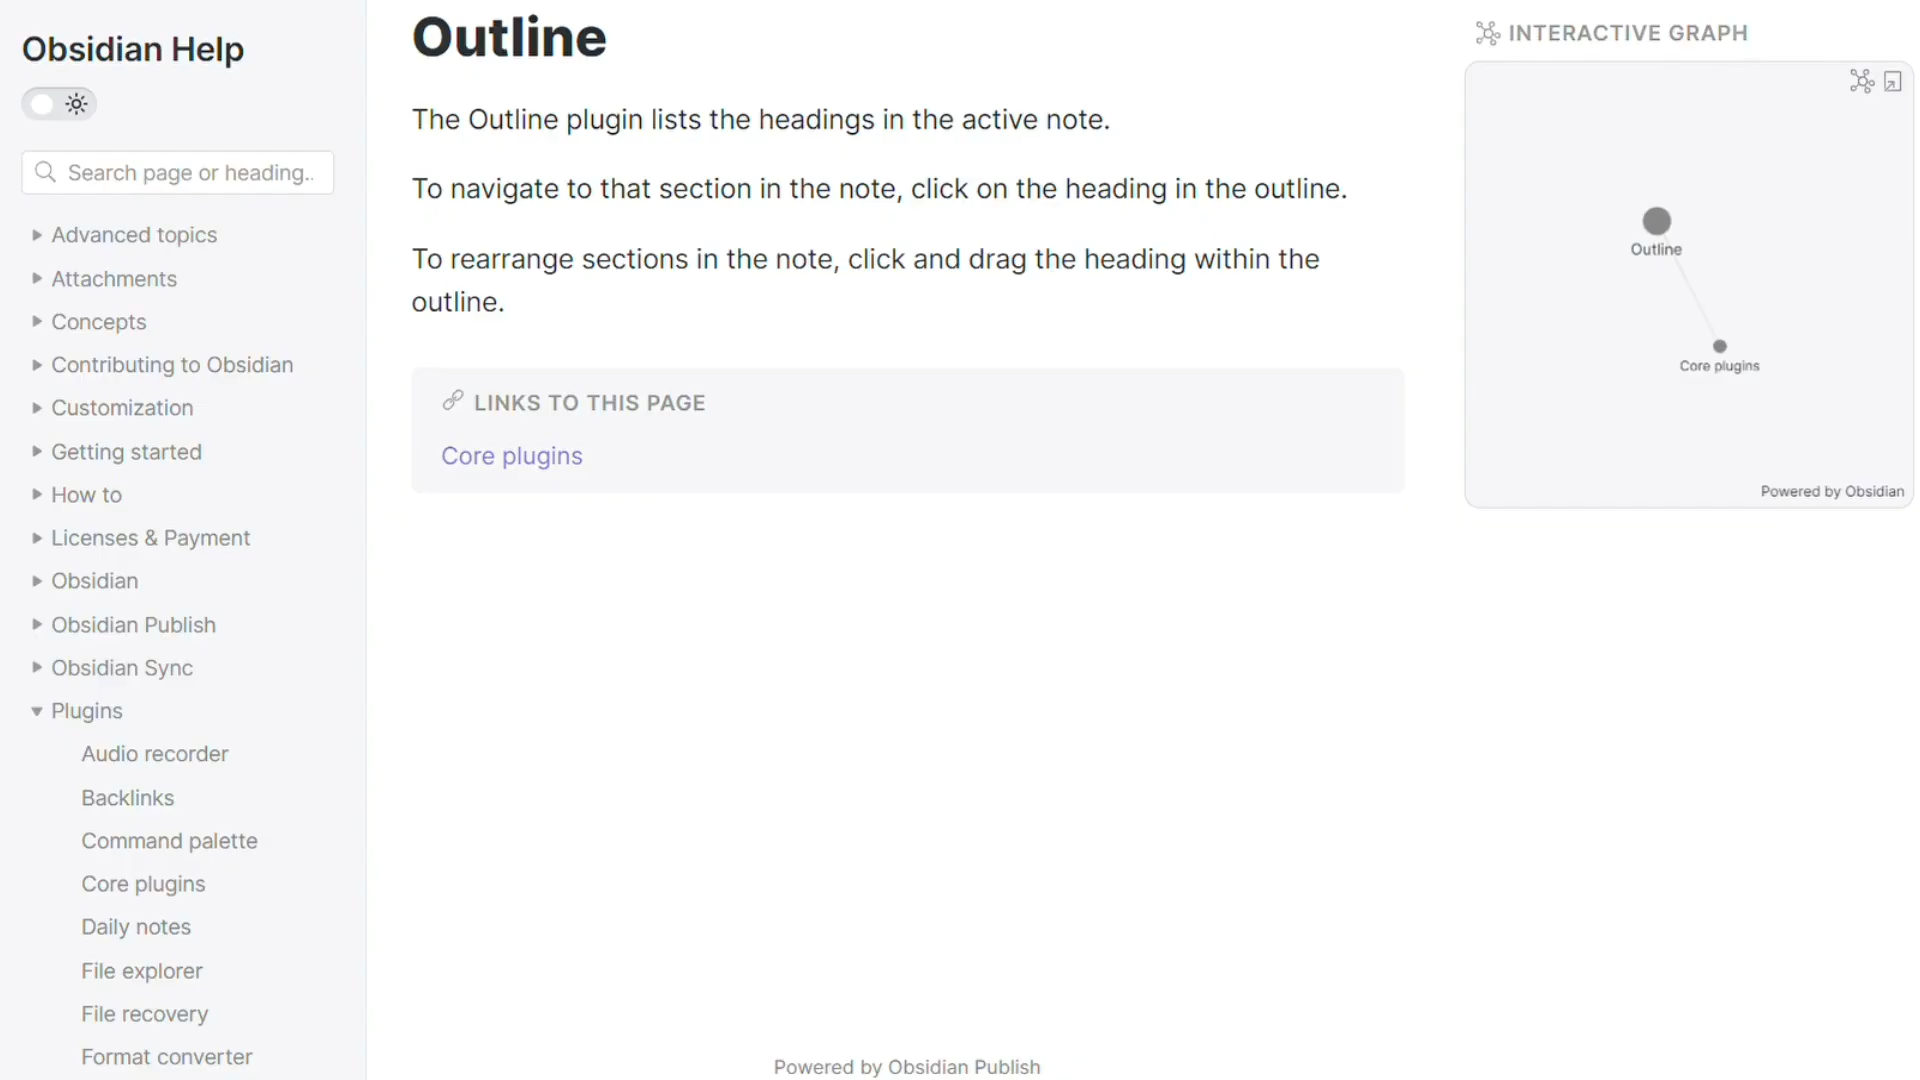 Obsidian Help
Search page or heading..
Advanced topics
Attachments
Concepts
Contributing to Obsidian
Customization
Getting started
How to
Licenses & Payment
Obsidian
Obsidian Publish
Obsidian Sync
Plugins
Audio recorder
Backlinks
Command palette
Core plugins
Daily notes
File explorer
File recovery
Format converter
Outline
The Outline plugin lists the headings in the active note.
To navigate to that section in the note, click on the heading in the outline.
To rearrange sections in the note, click and drag the heading within the
outline.
LINKS TO THIS PAGE
Core plugins
Powered by Obsidian Publish
INTERACTIVE GRAPH
Outline
Core plugins
Powered by Obsidian